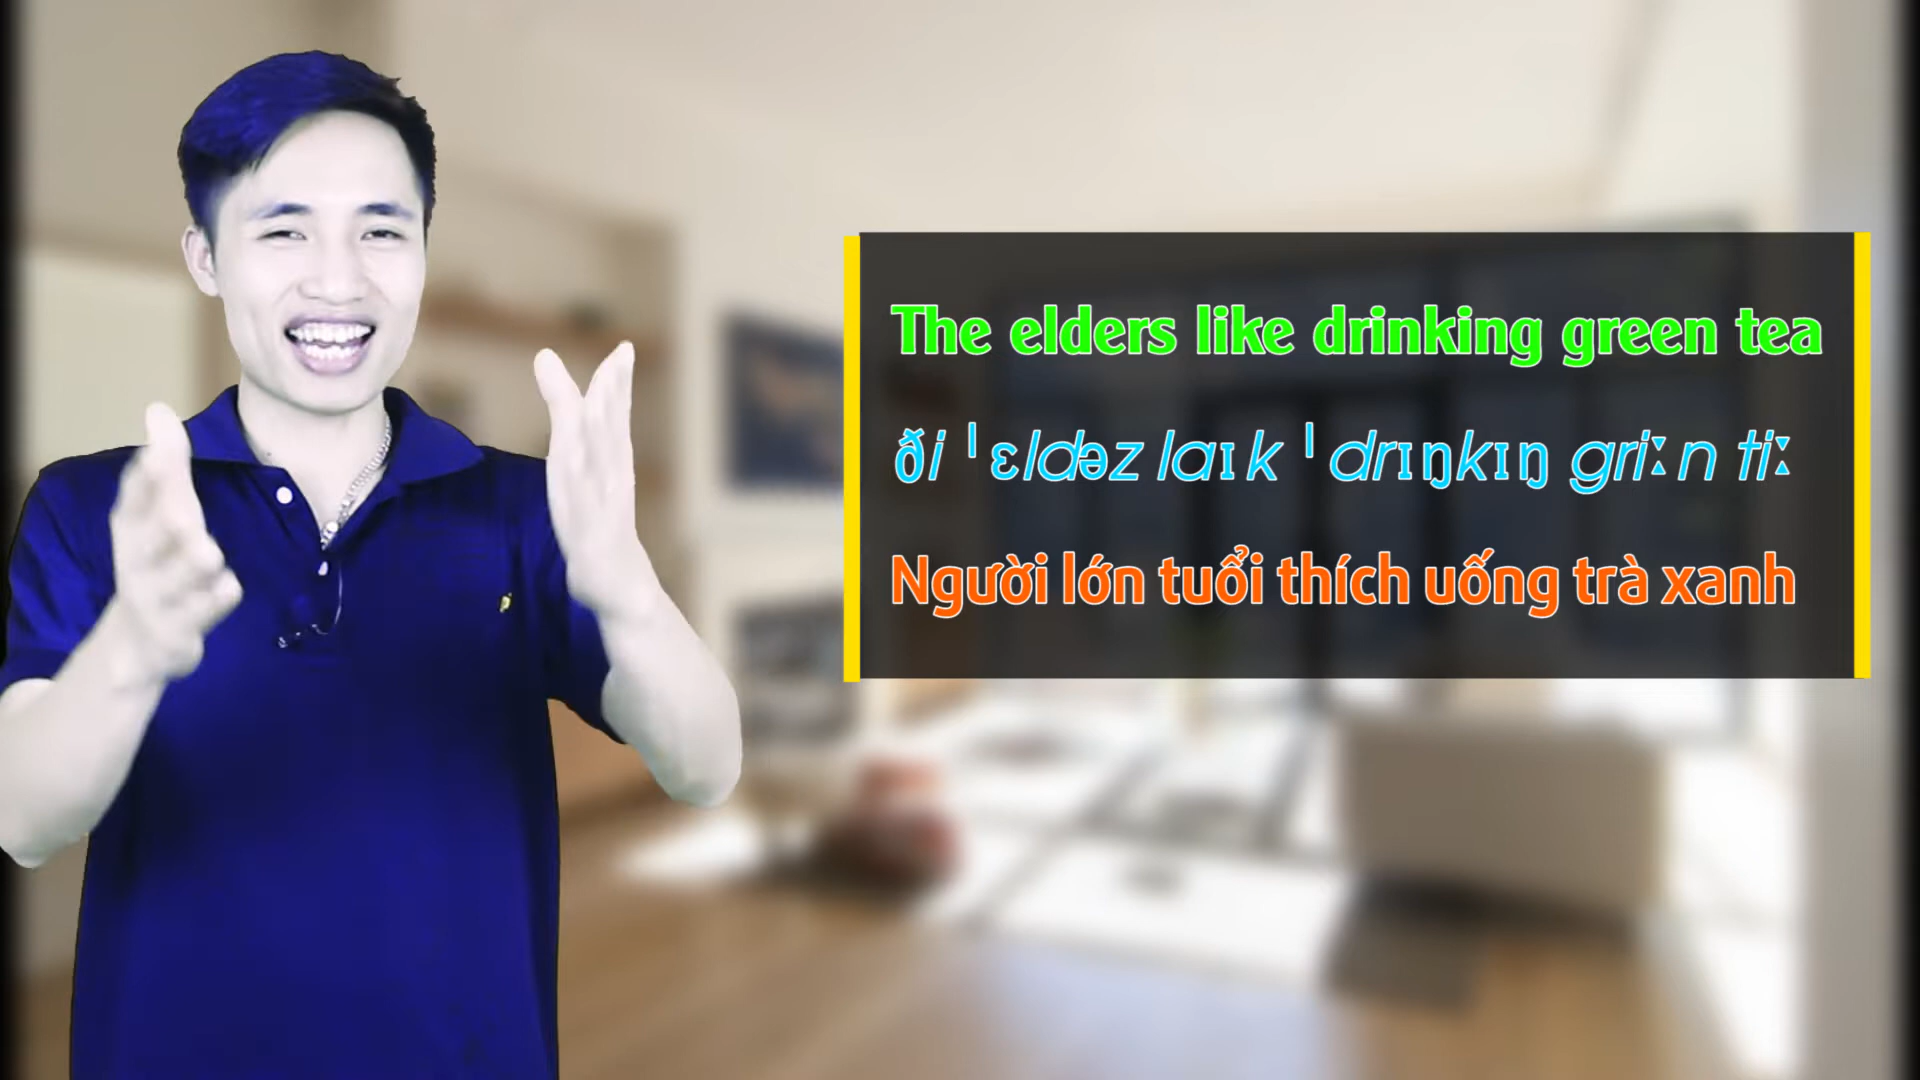 The elders like drinking green tea
ði ˈɛldəz laɪk ˈdrɪŋkɪŋ griːn tiː
Người lớn tuổi thích uống trà xanh